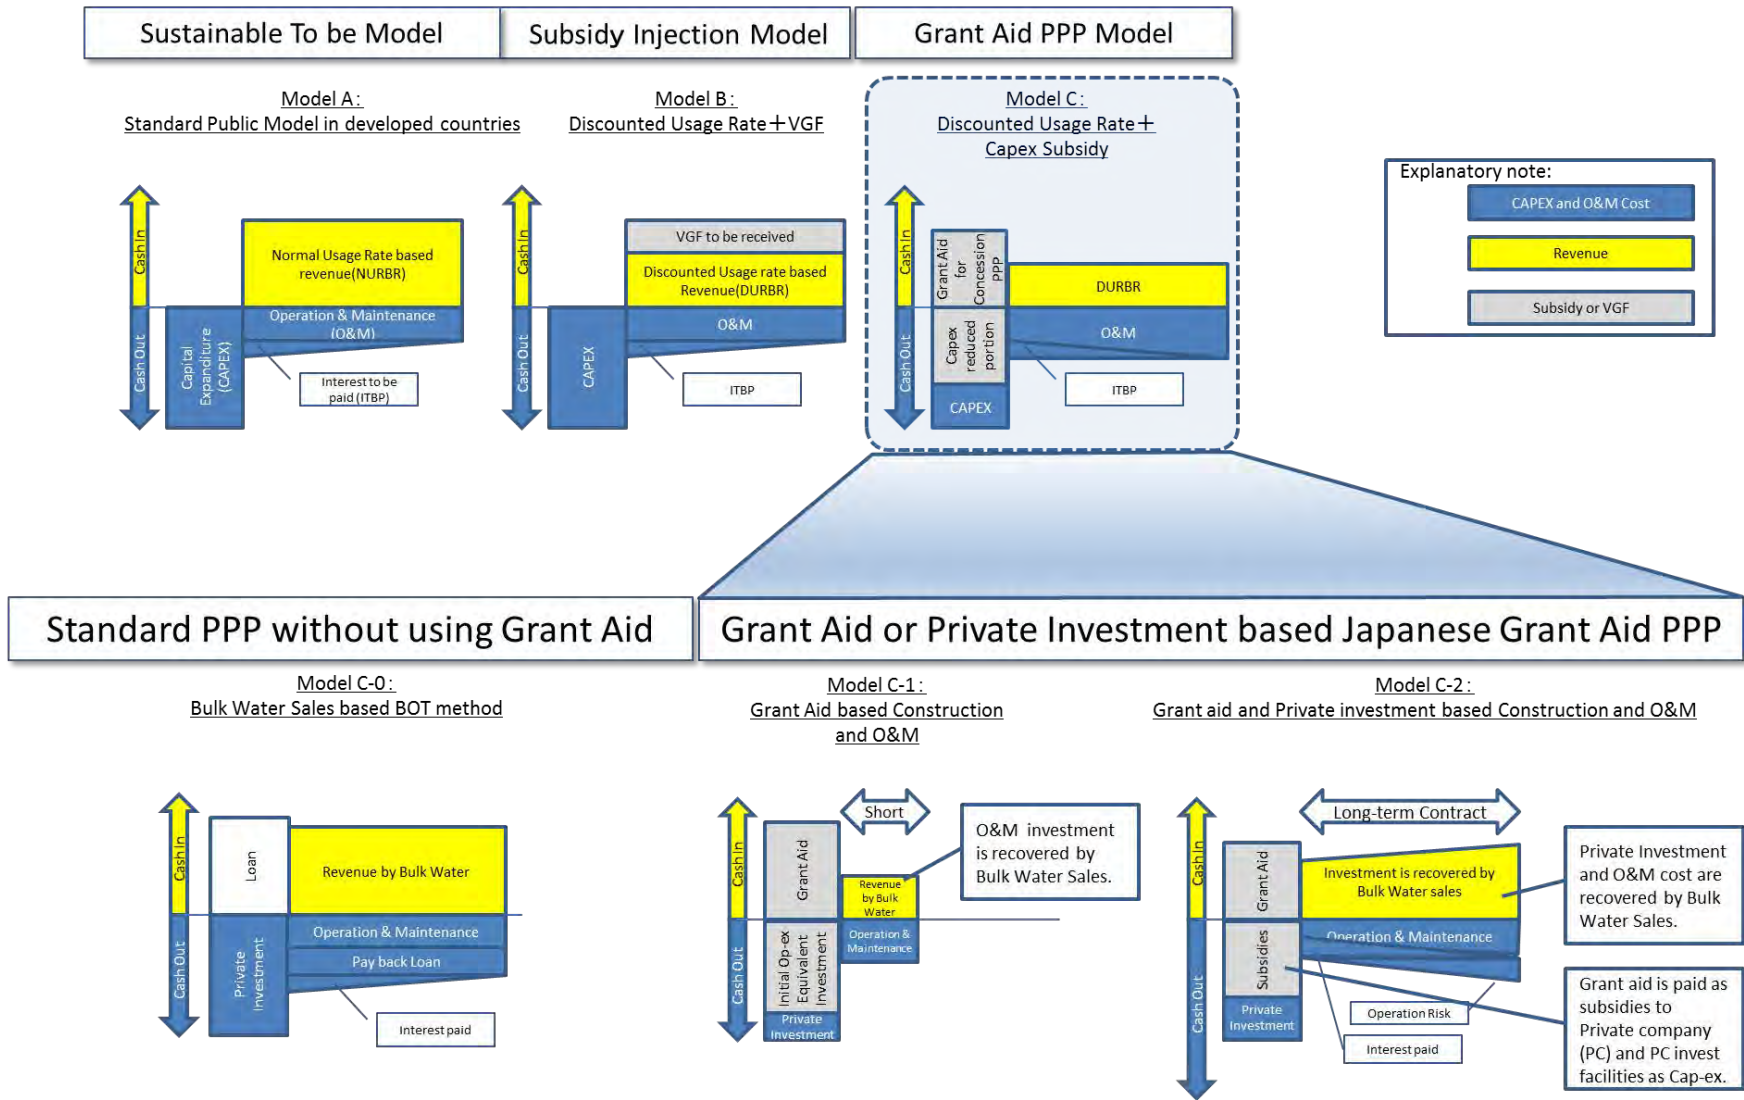 Sustainable To be Model
Subsidy Injection Model
Grant Aid PPP Model
Model A:
Standard Public Model in developed countries
Model B:
Discounted Usage Rate+VGF
Model C:
Discounted Usage Rate+
Capex Subsidy
Explanatory note:
CAPEX and O&M Cost
Revenue
Subsidy or VGF
Cash In
Cash Out
Normal Usage Rate based
revenue(NURBR)
Operation & Maintenance
(O&M)
Capital
Expanditure
(CAPEX)
Interest to be
paid (ITBP)
Cash In
Cash Out
VGF to be received
Discounted Usage rate based
Revenue(DURBR)
O&M
CAPEX
ITBP
Cash In
Cash Out
Grant Aid
for
Concession
PPP
DURBR
Capex
reduced
portion
O&M
CAPEX
ITBP
Standard PPP without using Grant Aid
Grant Aid or Private Investment based Japanese Grant Aid PPP
Model C-0:
Bulk Water Sales based BOT method
Model C-1:
Grant Aid based Construction
and O&M
Model C-2:
Grant aid and Private investment based Construction and O&M
Cash In
Cash Out
Loan
Revenue by Bulk Water
Private
Investment
Operation & Maintenance
Pay back Loan
Interest paid
Cash In
Cash Out
Short
Grant Aid
Revenue
by Bulk
Water
Initial Op-ex
Equivalent
Investment
Operation &
Maintenance
Private
Investment
O&M investment
is recovered by
Bulk Water Sales.
Cash In
Cash Out
Long-term Contract
Grant Aid
Investment is recovered by
Bulk Water sales
Subsidies
Operation & Maintenance
Private
Investment
Operation Risk
Interest paid
Private Investment
and O&M cost are
recovered by Bulk
Water Sales.
Grant aid is paid as
subsidies to
Private company
(PC) and PC invest
facilities as Cap-ex.